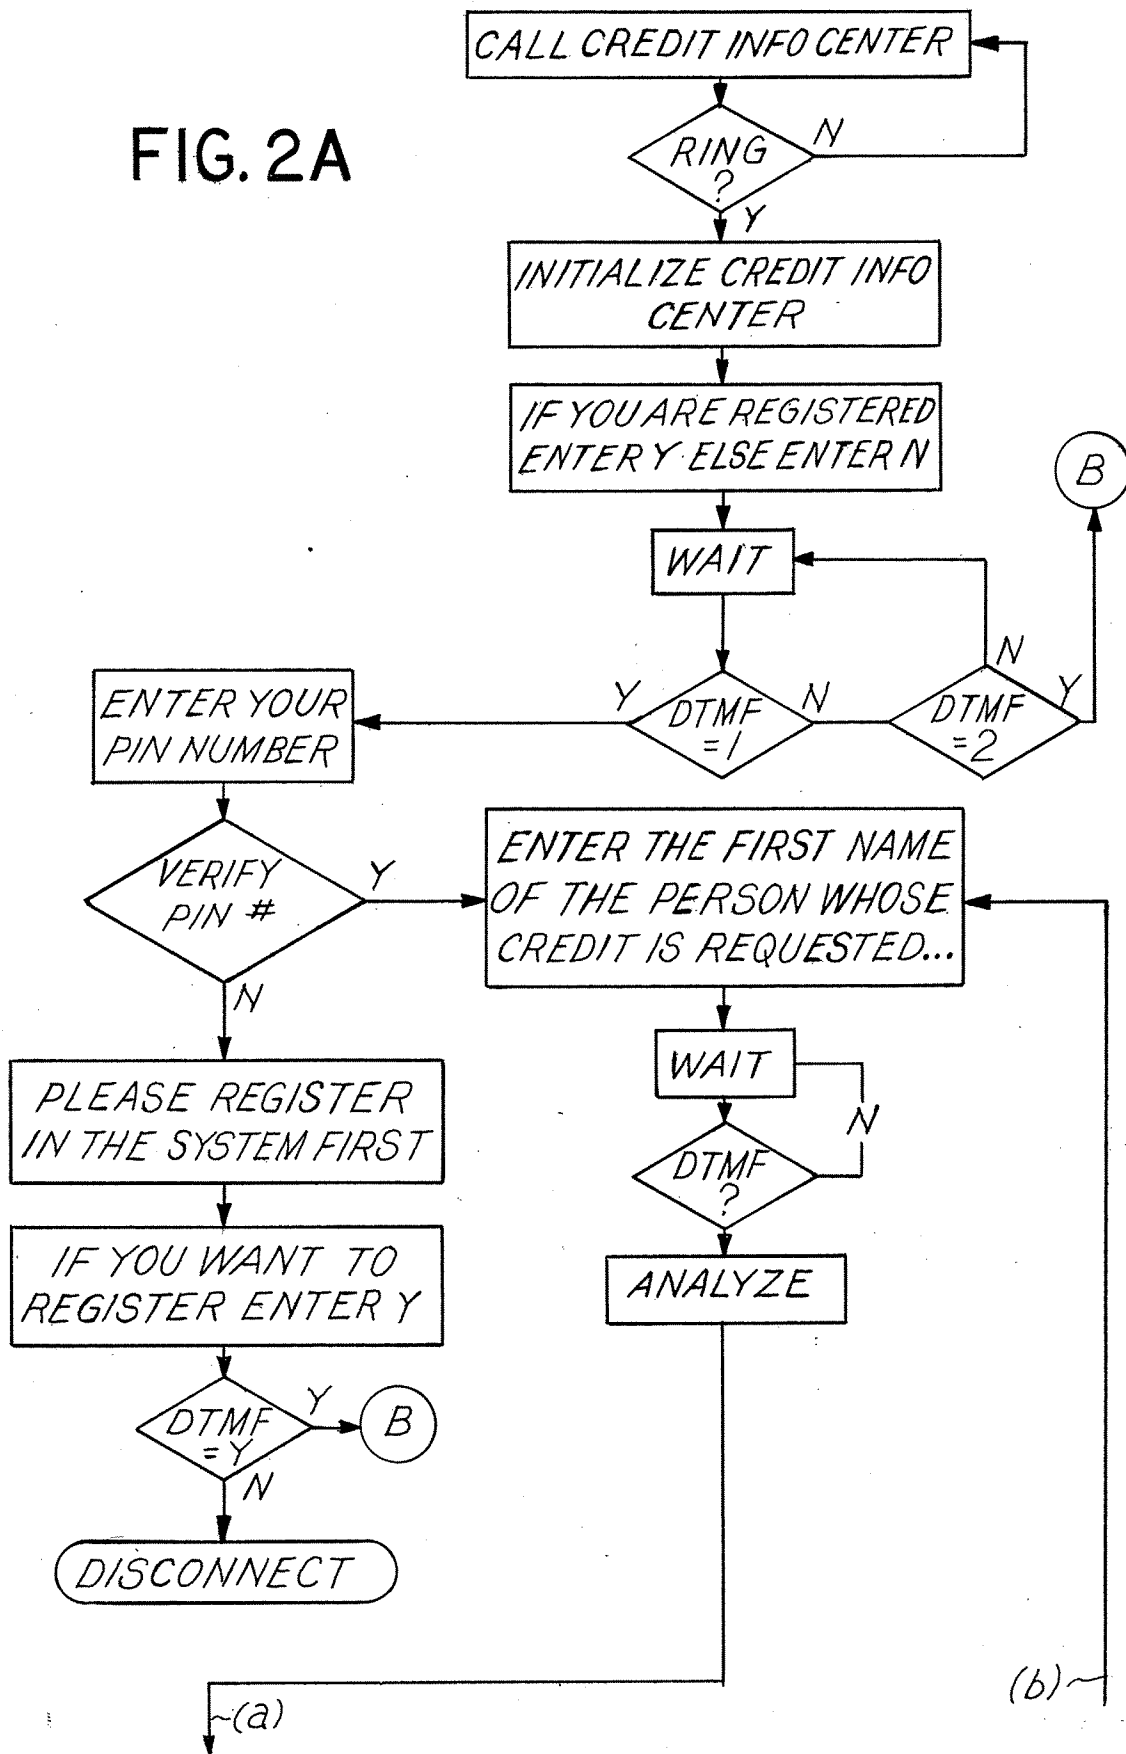 CALL CREDIT INFO CENTER
FIG. 2A
RING
?
N
Y
INITIALIZE CREDIT INFO
CENTER
IF YOU ARE REGISTERED
ENTER Y ELSE ENTER N
B
WAIT
N
ENTER YOUR
PIN NUMBER
Y
DTMF
=1
N
DTMF
=2
Y
VERIFY
PIN #
Y
N
ENTER THE FIRST NAME
OF THE PERSON WHOSE
CREDIT IS REQUESTED...
WAIT
N
DTMF
?
ANALYZE
PLEASE REGISTER
IN THE SYSTEM FIRST
IF YOU WANT TO
REGISTER ENTER Y
DTMF
=Y
Y
B
N
DISCONNECT
(a)
(b)